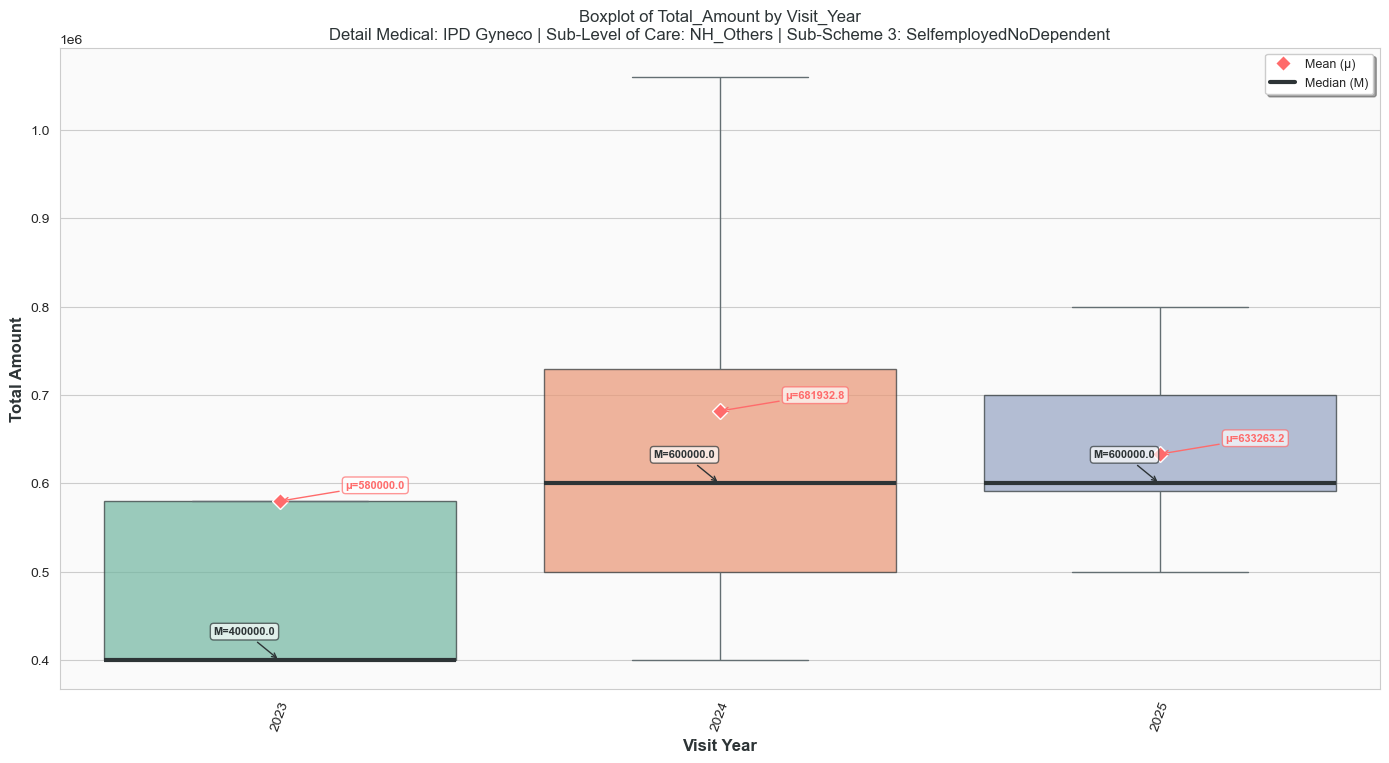 Boxplot of Total_Amount by Visit_Year
Detail Medical: IPD Gyneco | Sub-Level of Care: NH_Others | Sub-Scheme 3: SelfemployedNoDependent
1e6
Mean (μ)
Median (M)
1.0
0.9
0.8
0.7
0.6
0.5
0.4
Total Amount
μ=580000.0
M=400000.0
μ=681932.8
M=600000.0
μ=633263.2
M=600000.0
2023
2024
2025
Visit Year